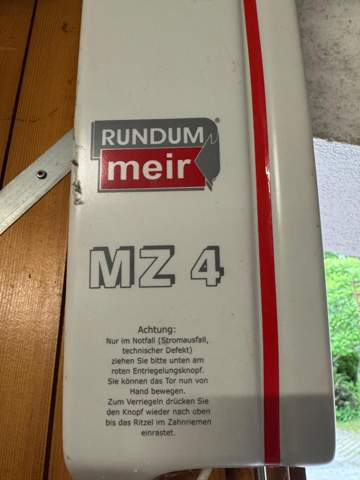 RUNDUM®
meir
MZ 4
Achtung:
Nur im Notfall (Stromausfall,
technischer Defekt)
ziehen Sie bitte unten am
roten Entriegelungsknopf.
Sie können das Tor nun von
Hand bewegen.
Zum Verriegeln drücken Sie
den Knopf wieder nach oben
bis das Ritzel im Zahnriemen
einrastet.